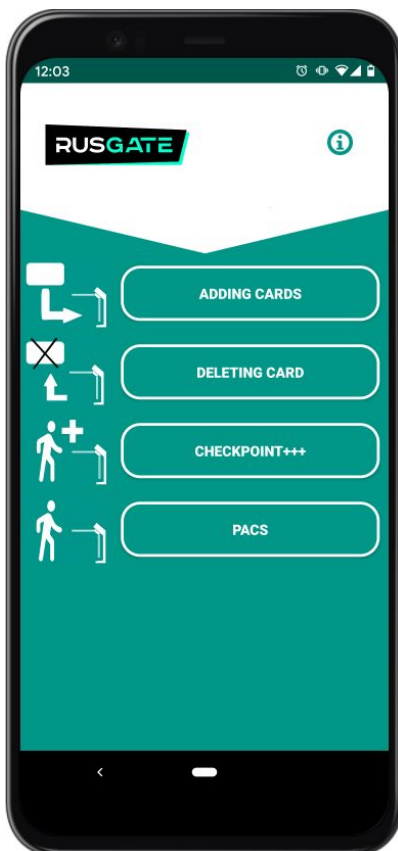 12:03
RUSGATE
ADDING CARDS
DELETING CARD
CHECKPOINT+++
PACS